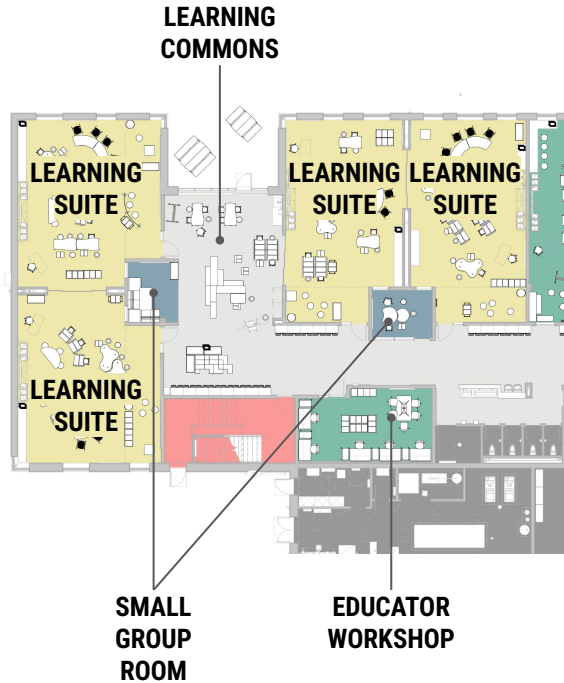 LEARNING
COMMONS
LEARNING
SUITE
LEARNING
SUITE
LEARNING
SUITE
LEARNING
SUITE
SMALL
GROUP
ROOM
EDUCATOR
WORKSHOP